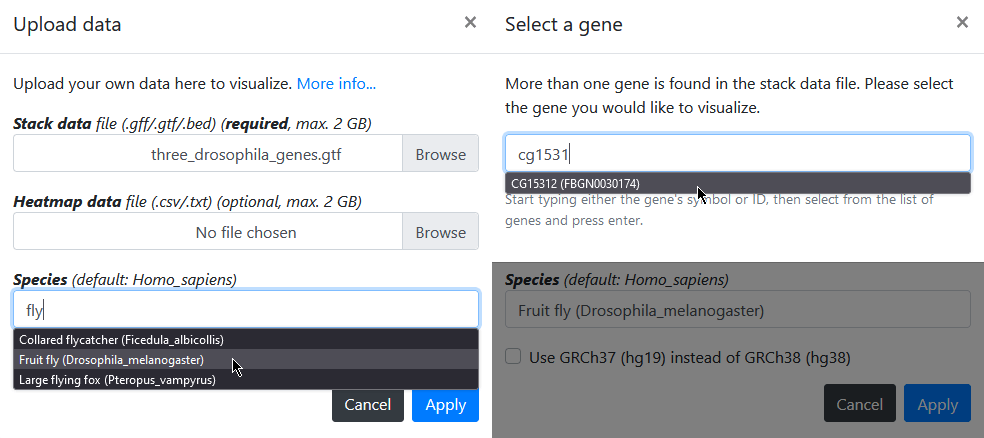 Upload data ×
Upload your own data here to visualize. More info...
Stack data file (.gff/.gtf/.bed) (required, max. 2 GB)
three_drosophila_genes.gtf Browse
Heatmap data file (.csv/.txt) (optional, max. 2 GB)
No file chosen Browse
Species (default: Homo_sapiens)
fly
Collared flycatcher (Ficedula_albicollis)
Fruit fly (Drosophila_melanogaster)
Large flying fox (Pteropus_vampyrus)
Cancel Apply
Select a gene ×
More than one gene is found in the stack data file. Please select
the gene you would like to visualize.
cg1531
CG15312 (FBGN0030174)
Start typing either the gene's symbol or ID, then select from the list of
genes and press enter.
Species (default: Homo_sapiens)
Fruit fly (Drosophila_melanogaster)
Use GRCh37 (hg19) instead of GRCh38 (hg38)
Cancel Apply